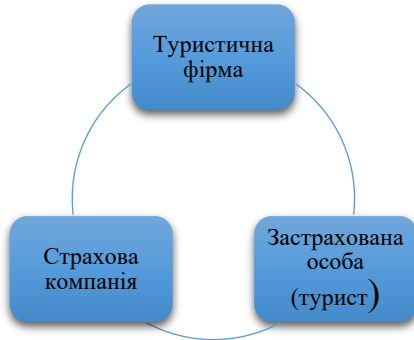 Туристична
фірма
Страхова
компанія
Застрахована
особа
(турист)